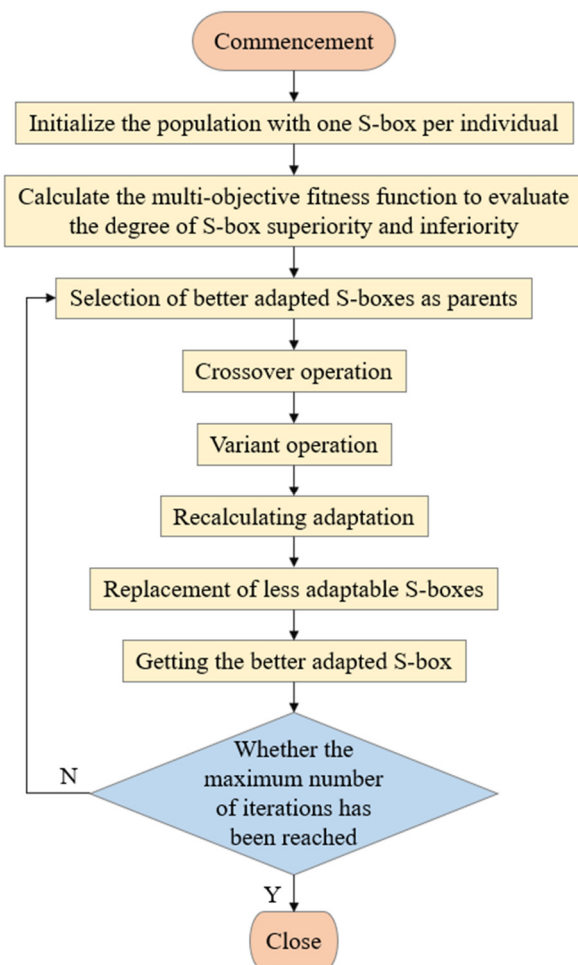 Commencement
Initialize the population with one S-box per individual
Calculate the multi-objective fitness function to evaluate
the degree of S-box superiority and inferiority
Selection of better adapted S-boxes as parents
Crossover operation
Variant operation
Recalculating adaptation
Replacement of less adaptable S-boxes
Getting the better adapted S-box
Whether the
maximum number
of iterations has
been reached
N
Y
Close